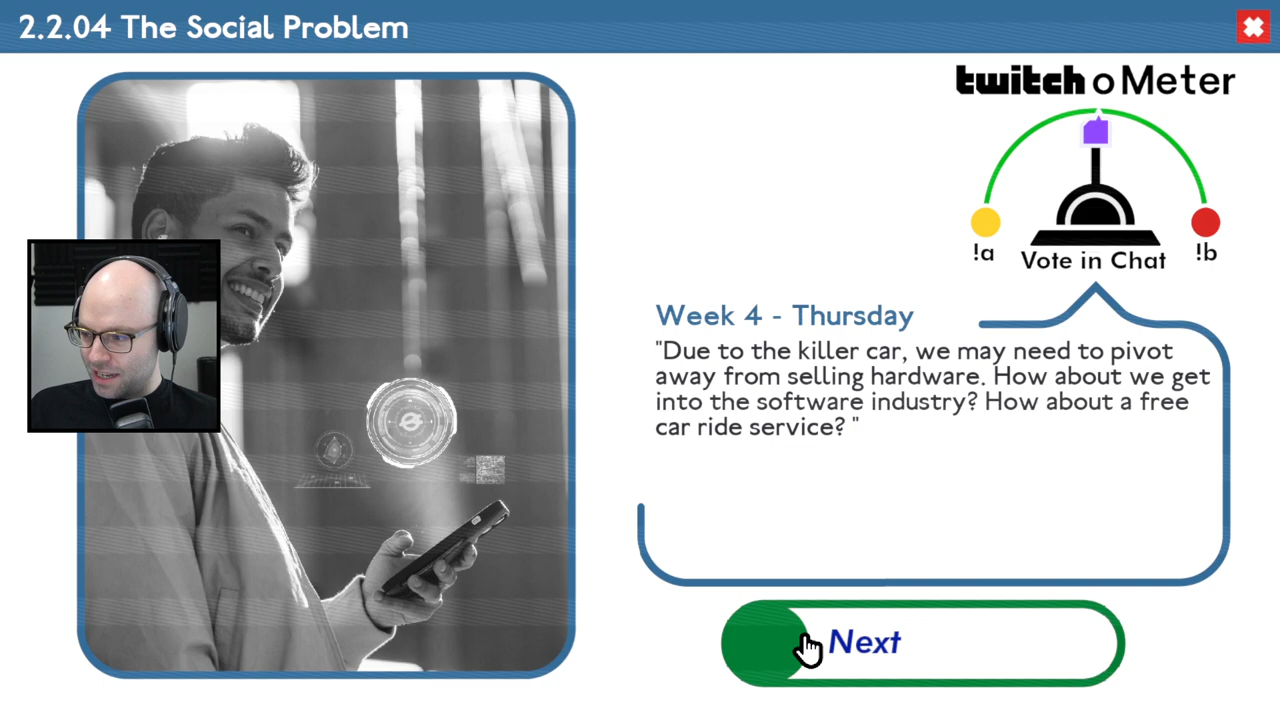 2.2.04 The Social Problem
twitch o Meter
!a
Vote in Chat
!b
Week 4 - Thursday
"Due to the killer car, we may need to pivot
away from selling hardware. How about we get
into the software industry? How about a free
car ride service? "
Next